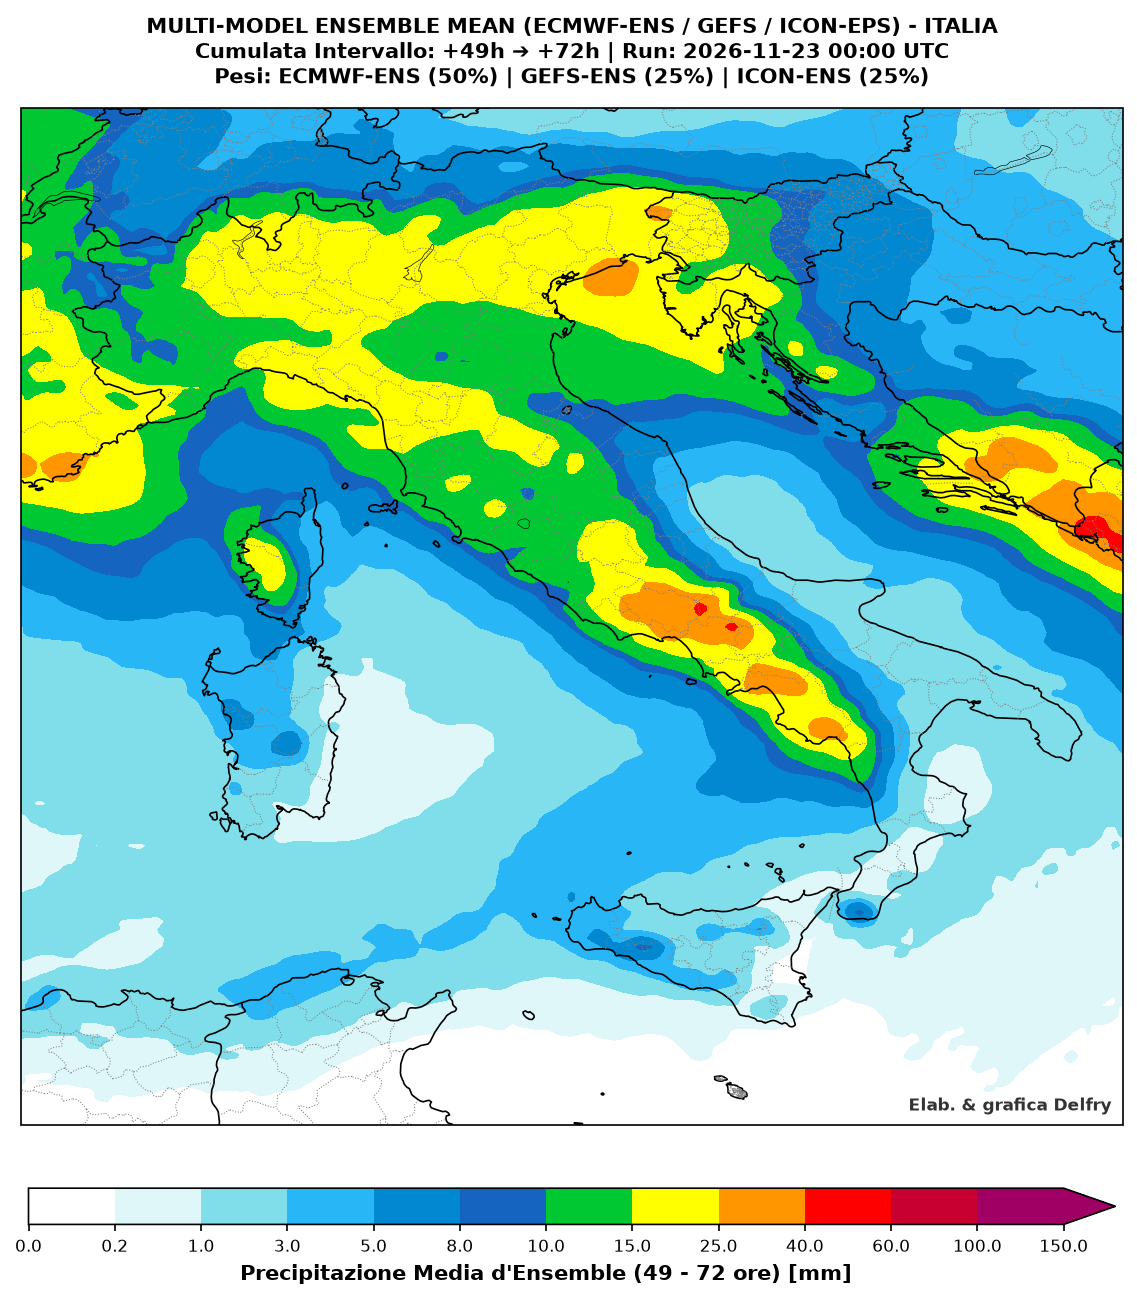 MULTI-MODEL ENSEMBLE MEAN (ECMWF-ENS / GEFS / ICON-EPS) - ITALIA
Cumulata Intervallo: +49h → +72h | Run: 2026-11-23 00:00 UTC
Pesi: ECMWF-ENS (50%) | GEFS-ENS (25%) | ICON-ENS (25%)
Elab. & grafica Delfry
0.0 0.2 1.0 3.0 5.0 8.0 10.0 15.0 25.0 40.0 60.0 100.0 150.0
Precipitazione Media d'Ensemble (49 - 72 ore) [mm]